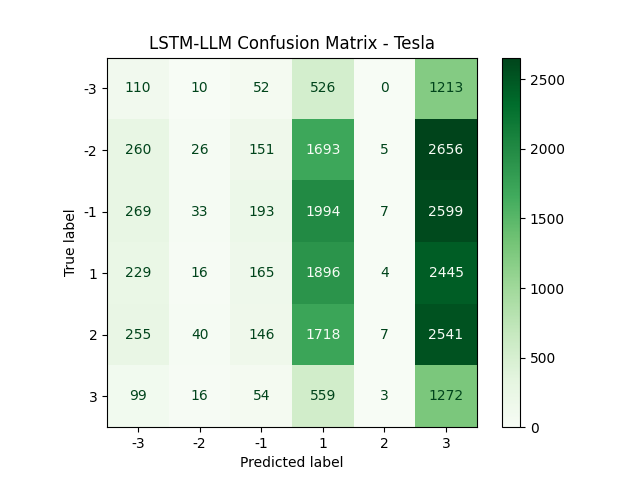 LSTM-LLM Confusion Matrix - Tesla
-3 110 10 52 526 0 1213
-2 260 26 151 1693 5 2656
-1 269 33 193 1994 7 2599
1 229 16 165 1896 4 2445
2 255 40 146 1718 7 2541
3 99 16 54 559 3 1272
-3 -2 -1 1 2 3
Predicted label
True label
2500
2000
1500
1000
500
0